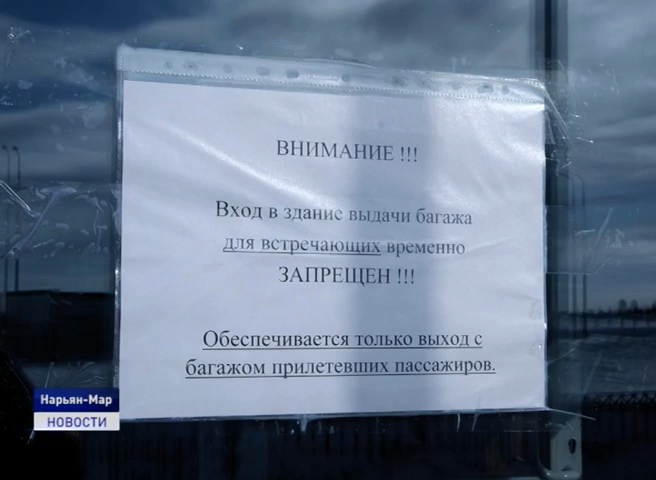 ВНИМАНИЕ !!!
Вход в здание выдачи багажа
для встречающих временно
ЗАПРЕЩЕН !!!
Обеспечивается только выход с
багажом прилетевших пассажиров.
Нарьян-Мар
НОВОСТИ